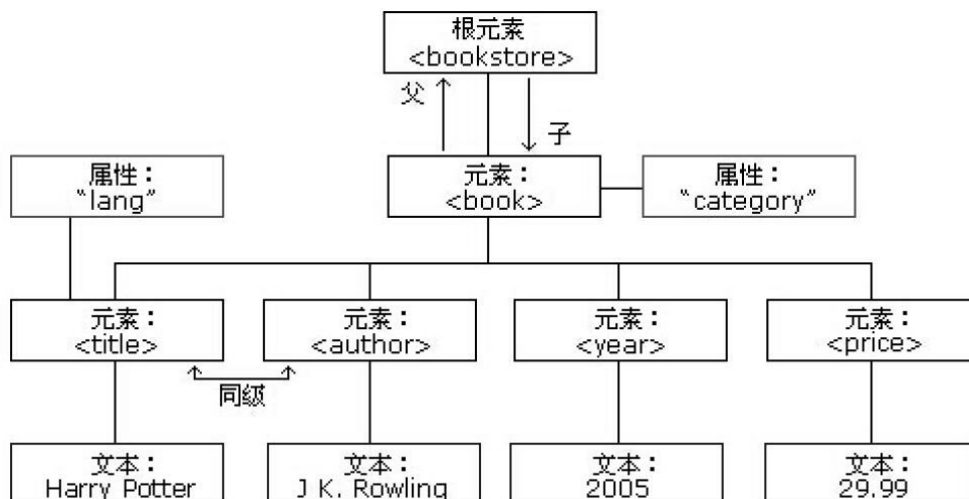 根元素
<bookstore>
父
子
属性：
“lang”
元素：
<book>
属性：
“category”
元素：
<title>
元素：
<author>
元素：
<year>
元素：
<price>
同级
文本：
Harry Potter
文本：
J K. Rowling
文本：
2005
文本：
29.99